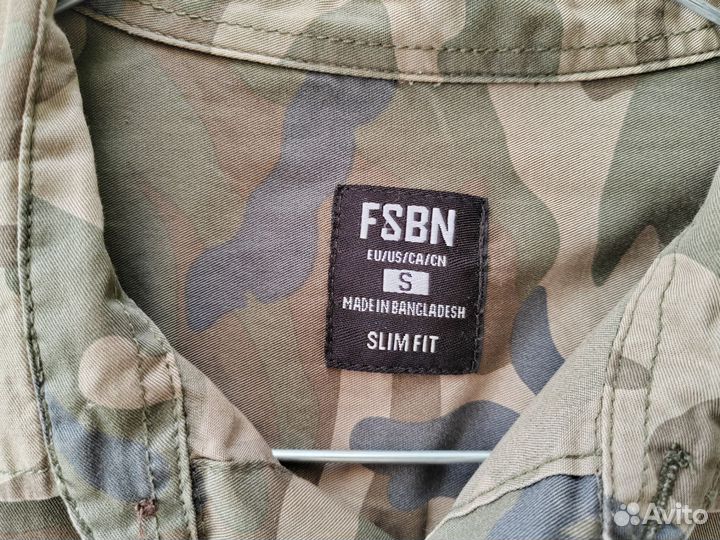 FSBN
EU/US/CA/CN
S
MADE IN BANGLADESH
SLIM FIT
Avito